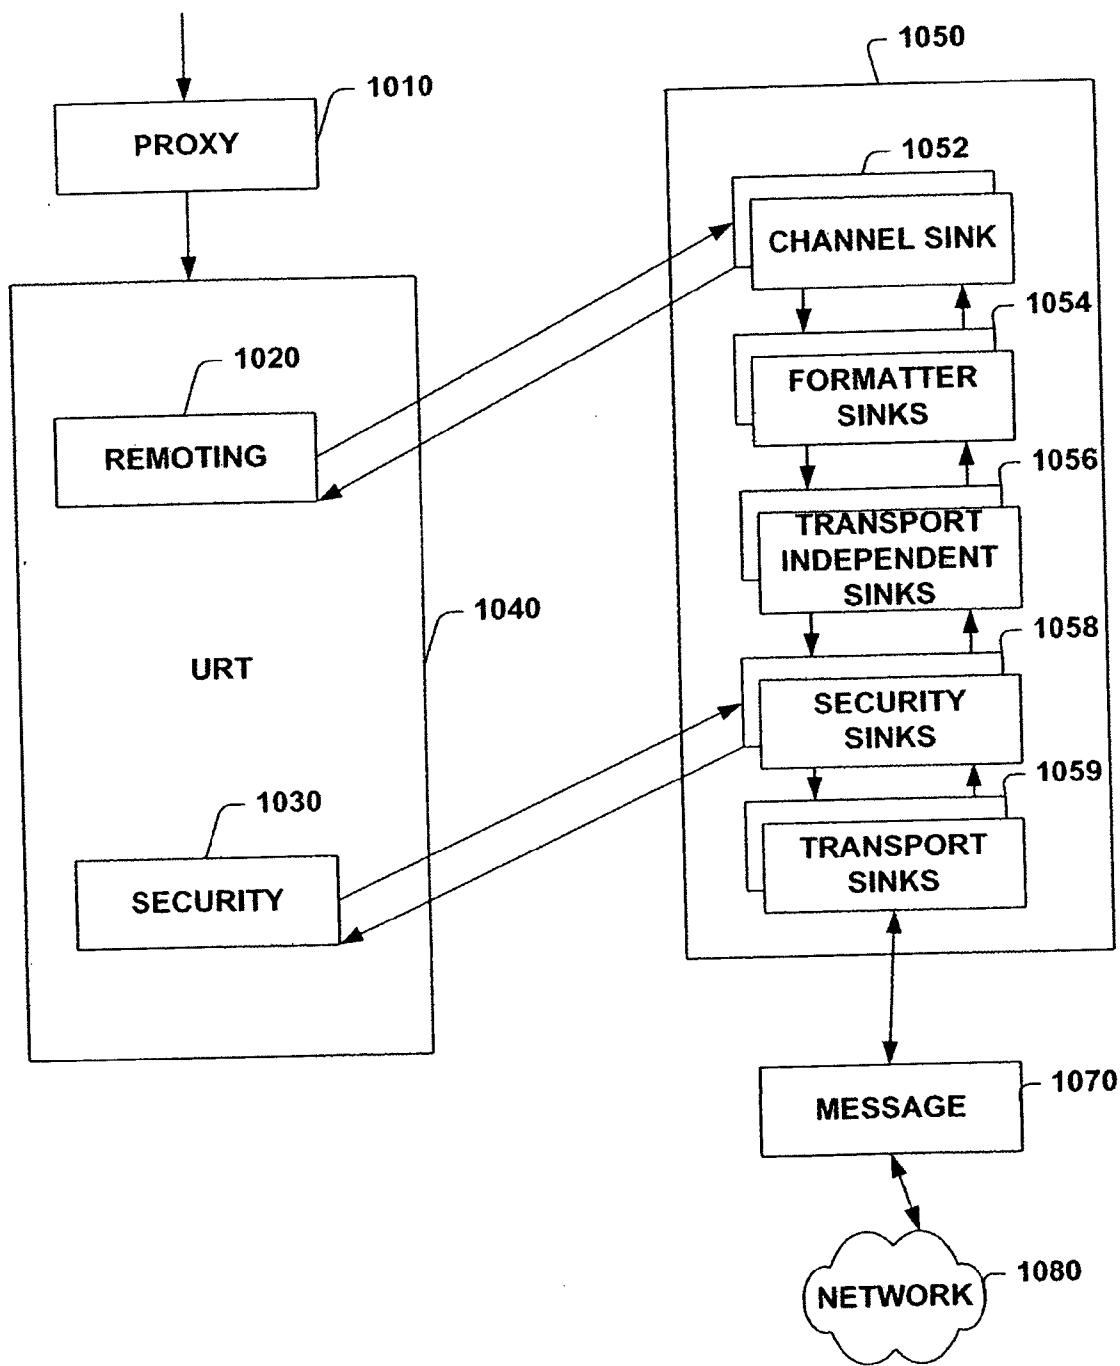 1010
PROXY
1020
REMOTING
1040
URT
1030
SECURITY
1050
1052
CHANNEL SINK
1054
FORMATTER
SINKS
1056
TRANSPORT
INDEPENDENT
SINKS
1058
SECURITY
SINKS
1059
TRANSPORT
SINKS
1070
MESSAGE
1080
NETWORK